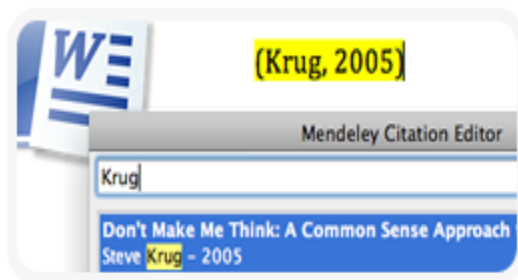 W
(Krug, 2005)
Mendeley Citation Editor
Krug
Don't Make Me Think: A Common Sense Approach
Steve Krug – 2005